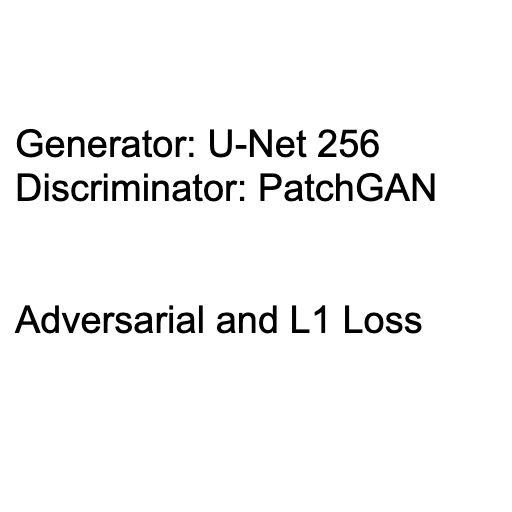 Generator: U-Net 256
Discriminator: PatchGAN
Adversarial and L1 Loss